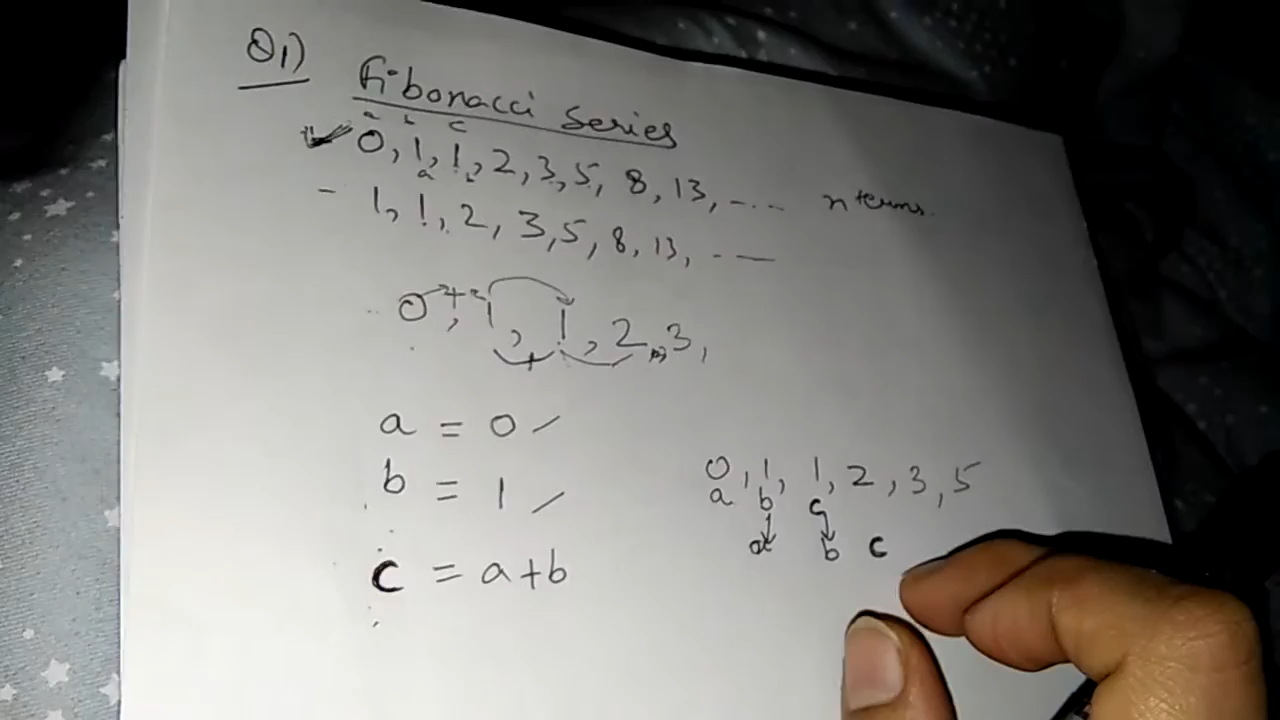 Q1) Fibonacci Series
a b c
0, 1, 1, 2, 3, 5, 8, 13, ---- n terms.
a b
- 1, 1, 2, 3, 5, 8, 13, - —
0 + 1, 1, 2, 3,
+
a = 0
b = 1
c = a+b
0, 1, 1, 2, 3, 5
a b c
a b c